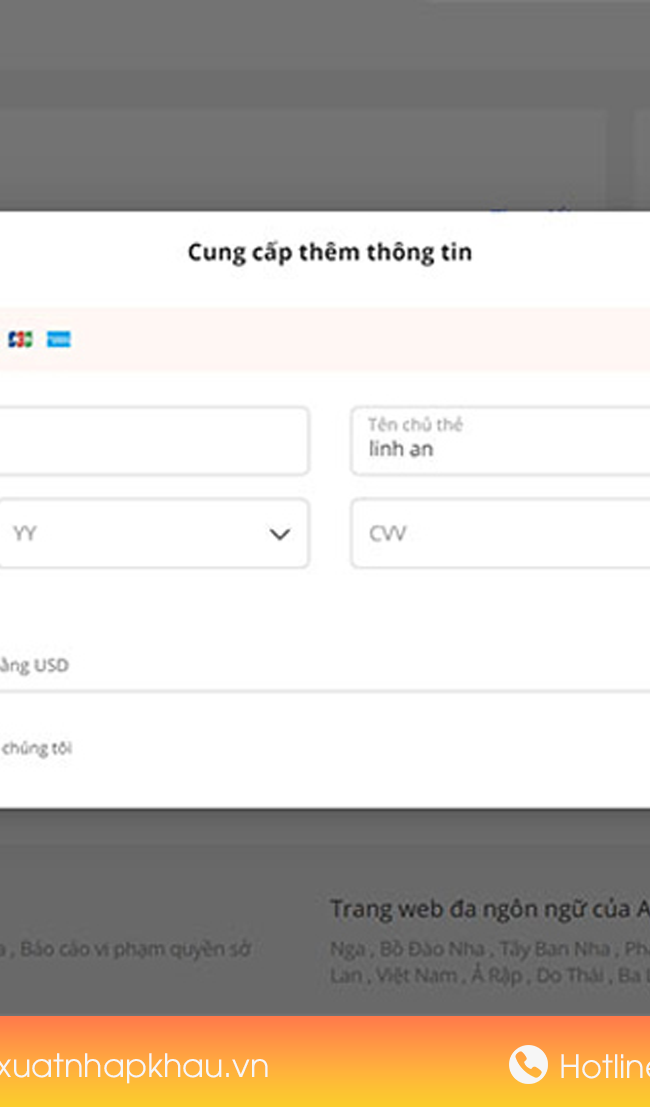 Cung cấp thêm thông tin
JCB
Tên chủ thẻ
linh an
YY
CVV
ằng USD
chúng tôi
Trang web đa ngôn ngữ của A
a , Báo cáo vi phạm quyền sở
Nga , Bồ Đào Nha , Tây Ban Nha , Ph
Lan , Việt Nam , Ả Rập , Do Thái , Ba
xuatnhapkhau.vn
Hotline